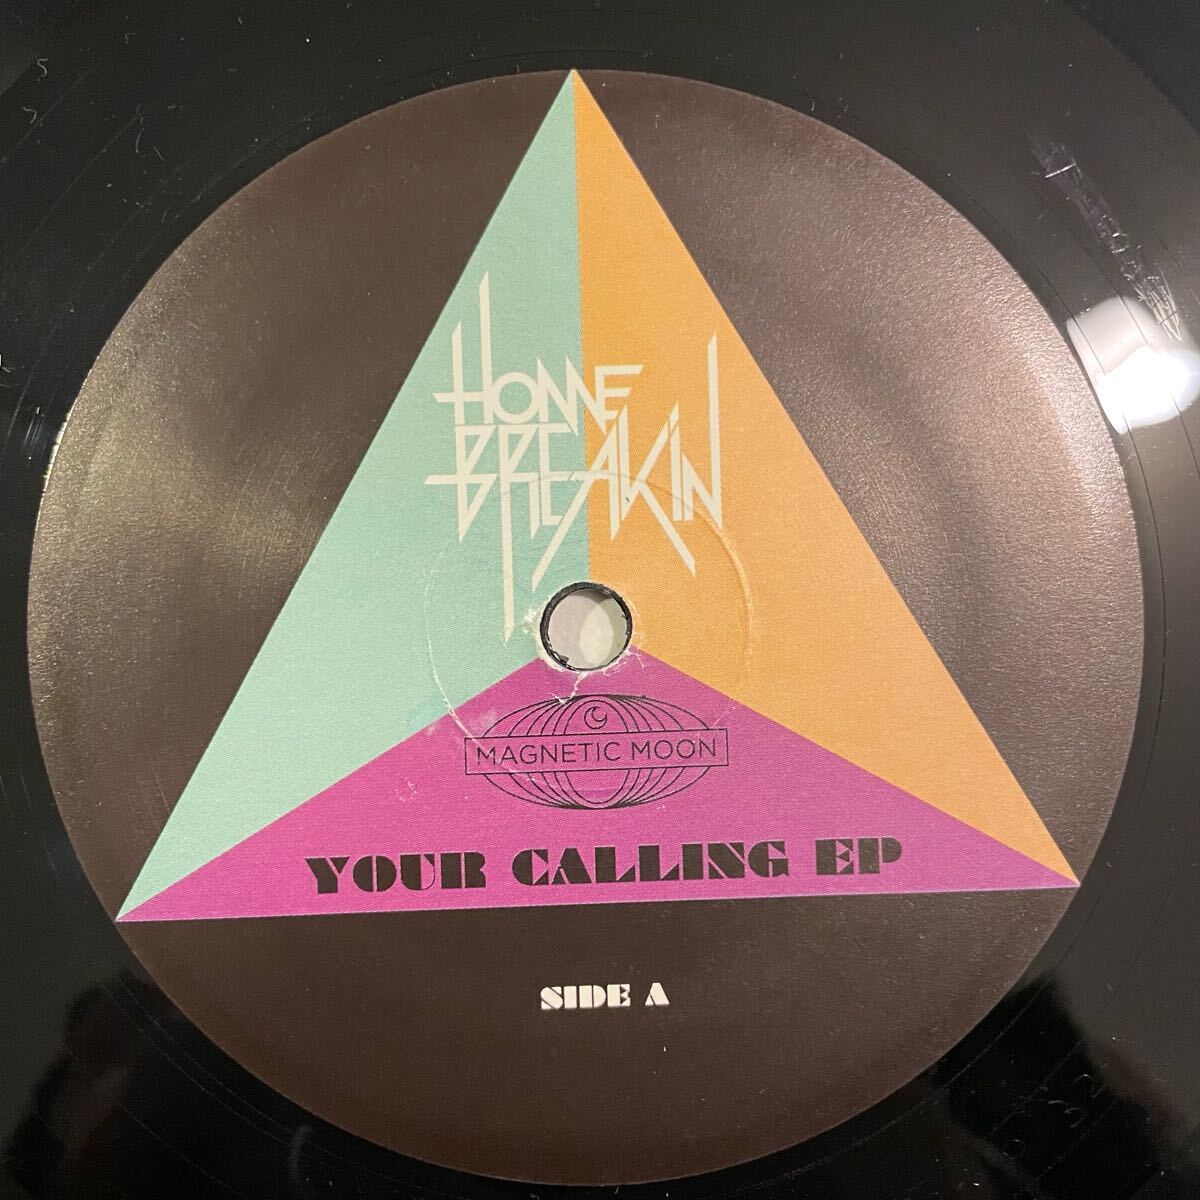 HOME
BREAKIN
MAGNETIC MOON
YOUR CALLING EP
SIDE A